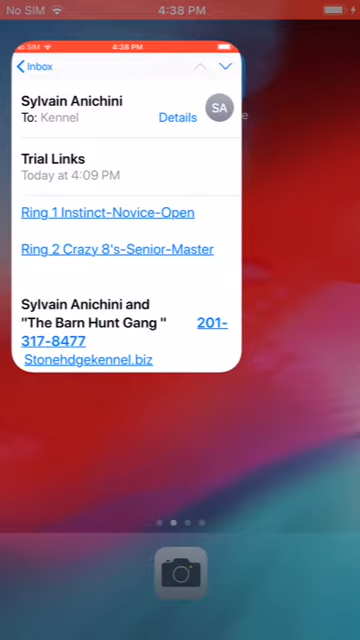 No SIM 4:38 PM
No SIM 4:38 PM
Inbox
Sylvain Anichini
To: Kennel Details SA
e
Trial Links
Today at 4:09 PM
Ring 1 Instinct-Novice-Open
Ring 2 Crazy 8's-Senior-Master
Sylvain Anichini and
"The Barn Hunt Gang " 201-
317-8477
Stonehdgekennel.biz